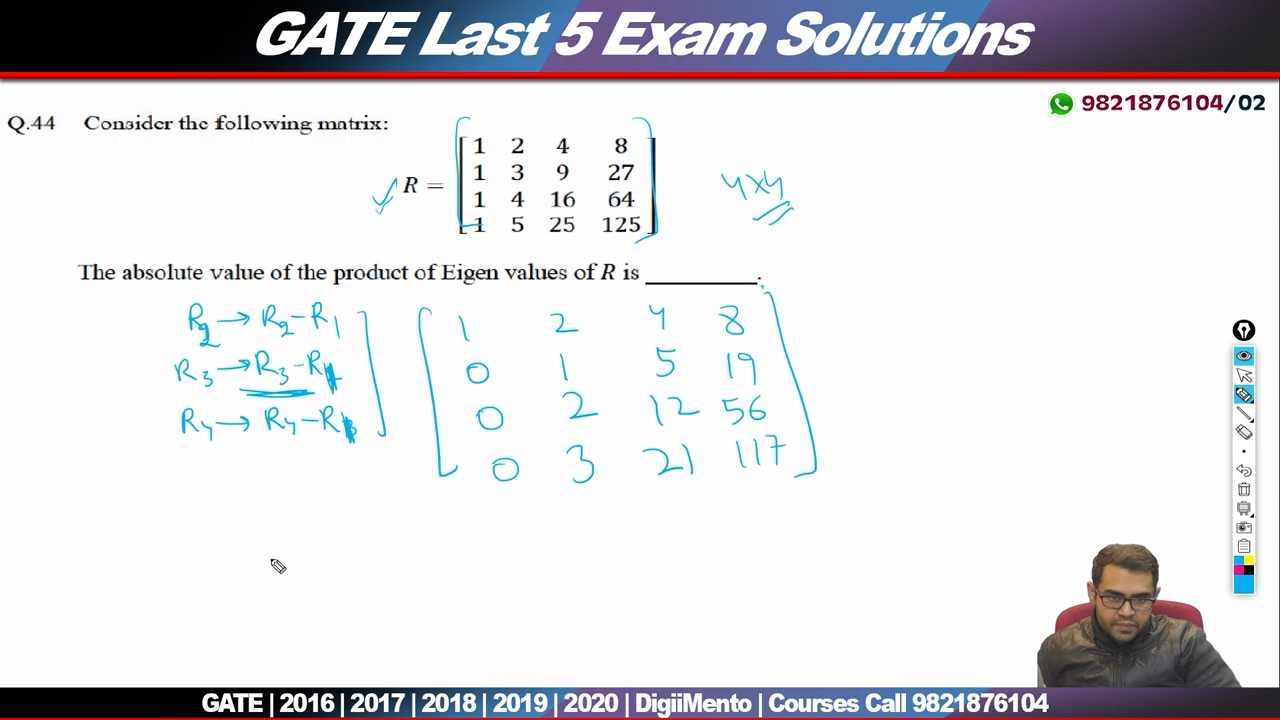 GATE Last 5 Exam Solutions
9821876104/02
Q.44 Consider the following matrix:
R =
1 2 4 8
1 3 9 27
1 4 16 64
1 5 25 125
4x4
The absolute value of the product of Eigen values of R is ________.
R2 → R2-R1
R3 → R3-R1
R4 → R4-R1
1 2 4 8
0 1 5 19
0 2 12 56
0 3 21 117
GATE | 2016 | 2017 | 2018 | 2019 | 2020 | DigiiMento | Courses Call 9821876104